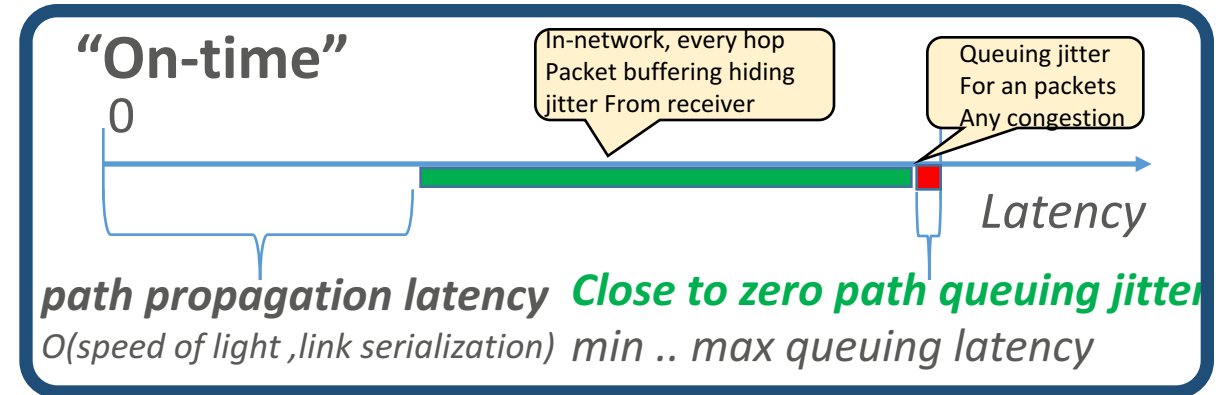 “On-time”
0
In-network, every hop
Packet buffering hiding
jitter From receiver
Queuing jitter
For an packets
Any congestion
Latency
path propagation latency
O(speed of light ,link serialization)
Close to zero path queuing jitter
min .. max queuing latency